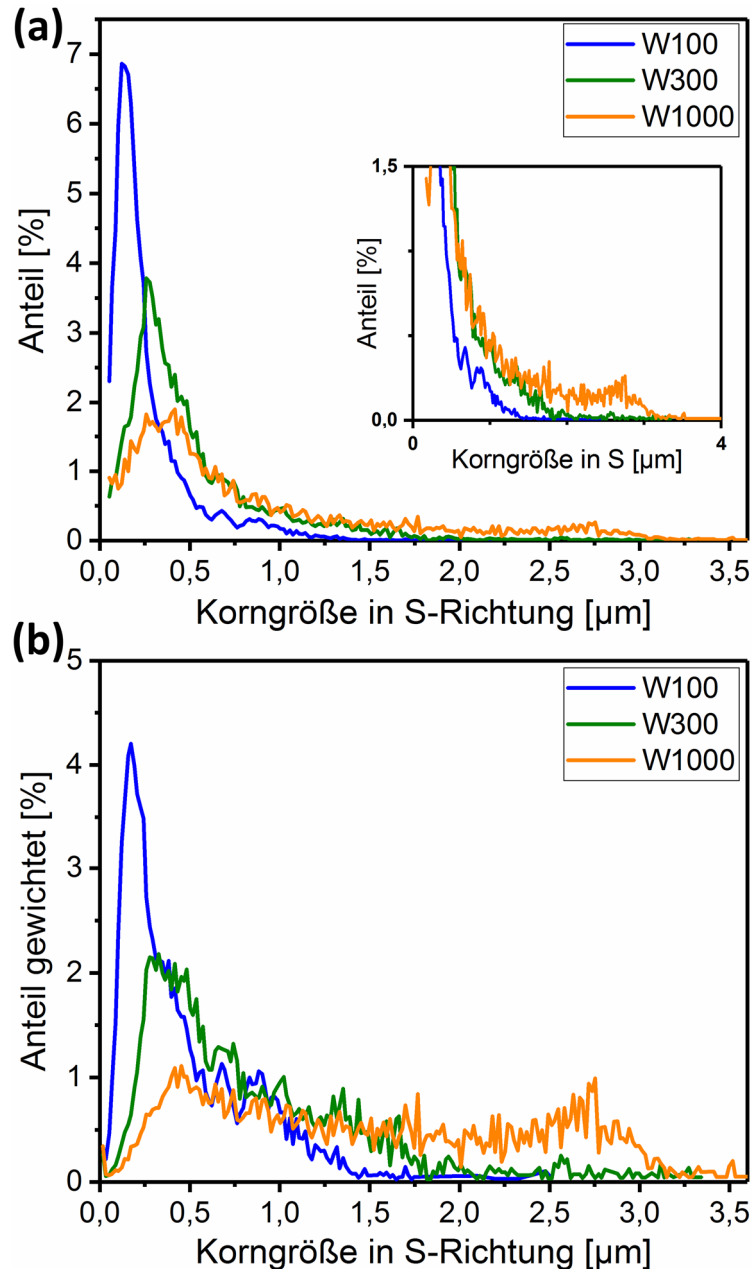 (a)
W100
W300
W1000
7
6
5
4
3
2
1
0
Anteil [%]
0,0 0,5 1,0 1,5 2,0 2,5 3,0 3,5
Korngröße in S-Richtung [µm]
1,5
0,0
Anteil [%]
0 4
Korngröße in S [µm]
(b)
W100
W300
W1000
5
4
3
2
1
0
Anteil gewichtet [%]
0,0 0,5 1,0 1,5 2,0 2,5 3,0 3,5
Korngröße in S-Richtung [µm]